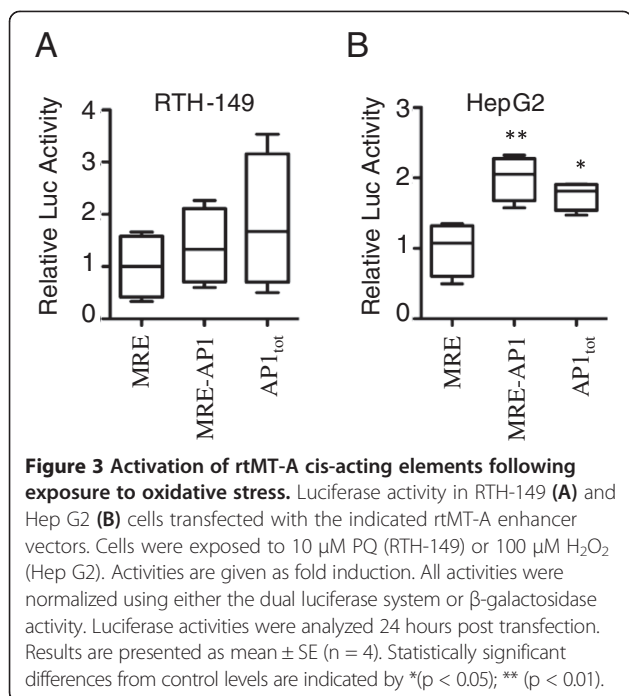 A
RTH-149
Relative Luc Activity
4
3
2
1
0
MRE
MRE-AP1
AP1tot
B
HepG2
Relative Luc Activity
3
2
1
0
**
*
MRE
MRE-AP1
AP1tot
Figure 3 Activation of rtMT-A cis-acting elements following
exposure to oxidative stress. Luciferase activity in RTH-149 (A) and
Hep G2 (B) cells transfected with the indicated rtMT-A enhancer
vectors. Cells were exposed to 10 μM PQ (RTH-149) or 100 μM H₂O₂
(Hep G2). Activities are given as fold induction. All activities were
normalized using either the dual luciferase system or β-galactosidase
activity. Luciferase activities were analyzed 24 hours post transfection.
Results are presented as mean ± SE (n = 4). Statistically significant
differences from control levels are indicated by *(p < 0.05); ** (p < 0.01).